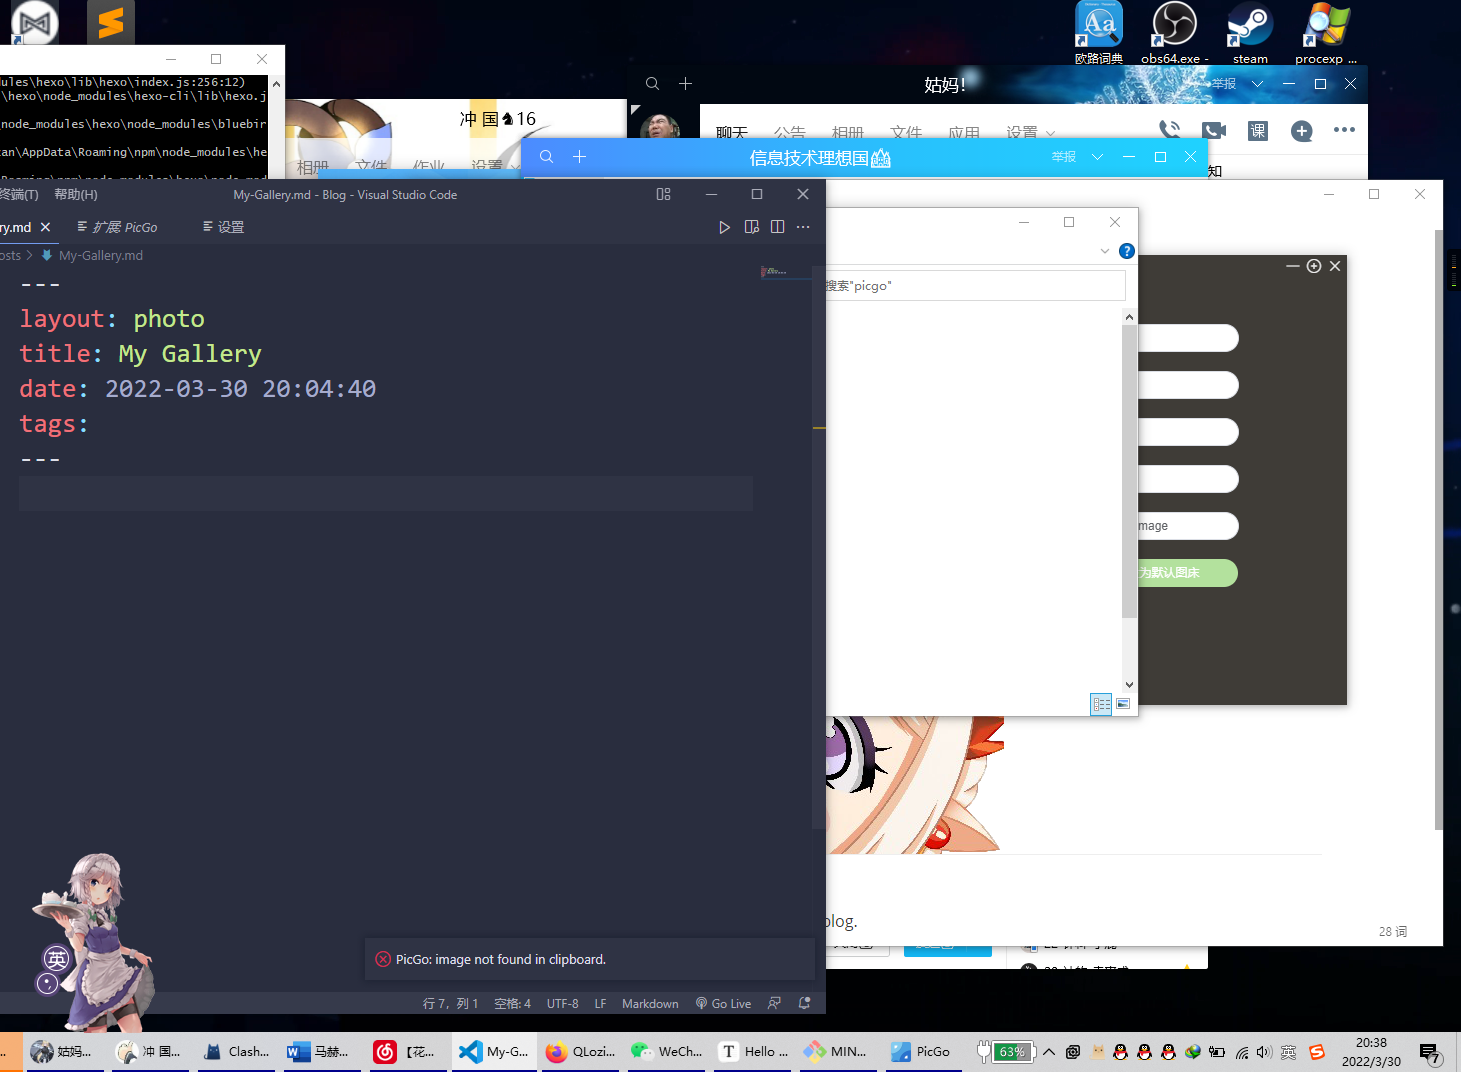 欧路词典
obs64.exe -
steam
procexp ...
dules\hexo\lib\hexo\index.js:256:12)
\hexo\node_modules\hexo-cli\lib\hexo.j
node_modules\hexo\node_modules\bluebir
tan\AppData\Roaming\npm\node_modules\he
冲 国♞16
相册 文件 作业 设置
姑妈!
举报
聊天 公告 相册 文件 应用 设置
课
信息技术理想国
举报
知
终端(T) 帮助(H)
My-Gallery.md - Blog - Visual Studio Code
ry.md
扩展: PicGo
设置
osts
My-Gallery.md
---
layout: photo
title: My Gallery
date: 2022-03-30 20:04:40
tags:
---
搜索"picgo"
mage
为默认图床
blog.
28 词
英
PicGo: image not found in clipboard.
行 7，列 1 空格: 4 UTF-8 LF Markdown Go Live
姑妈...
冲 国...
Clash...
马赫...
【花...
My-G...
QLozi...
WeCh...
Hello ...
MIN...
PicGo
63%
英
20:38
2022/3/30
7